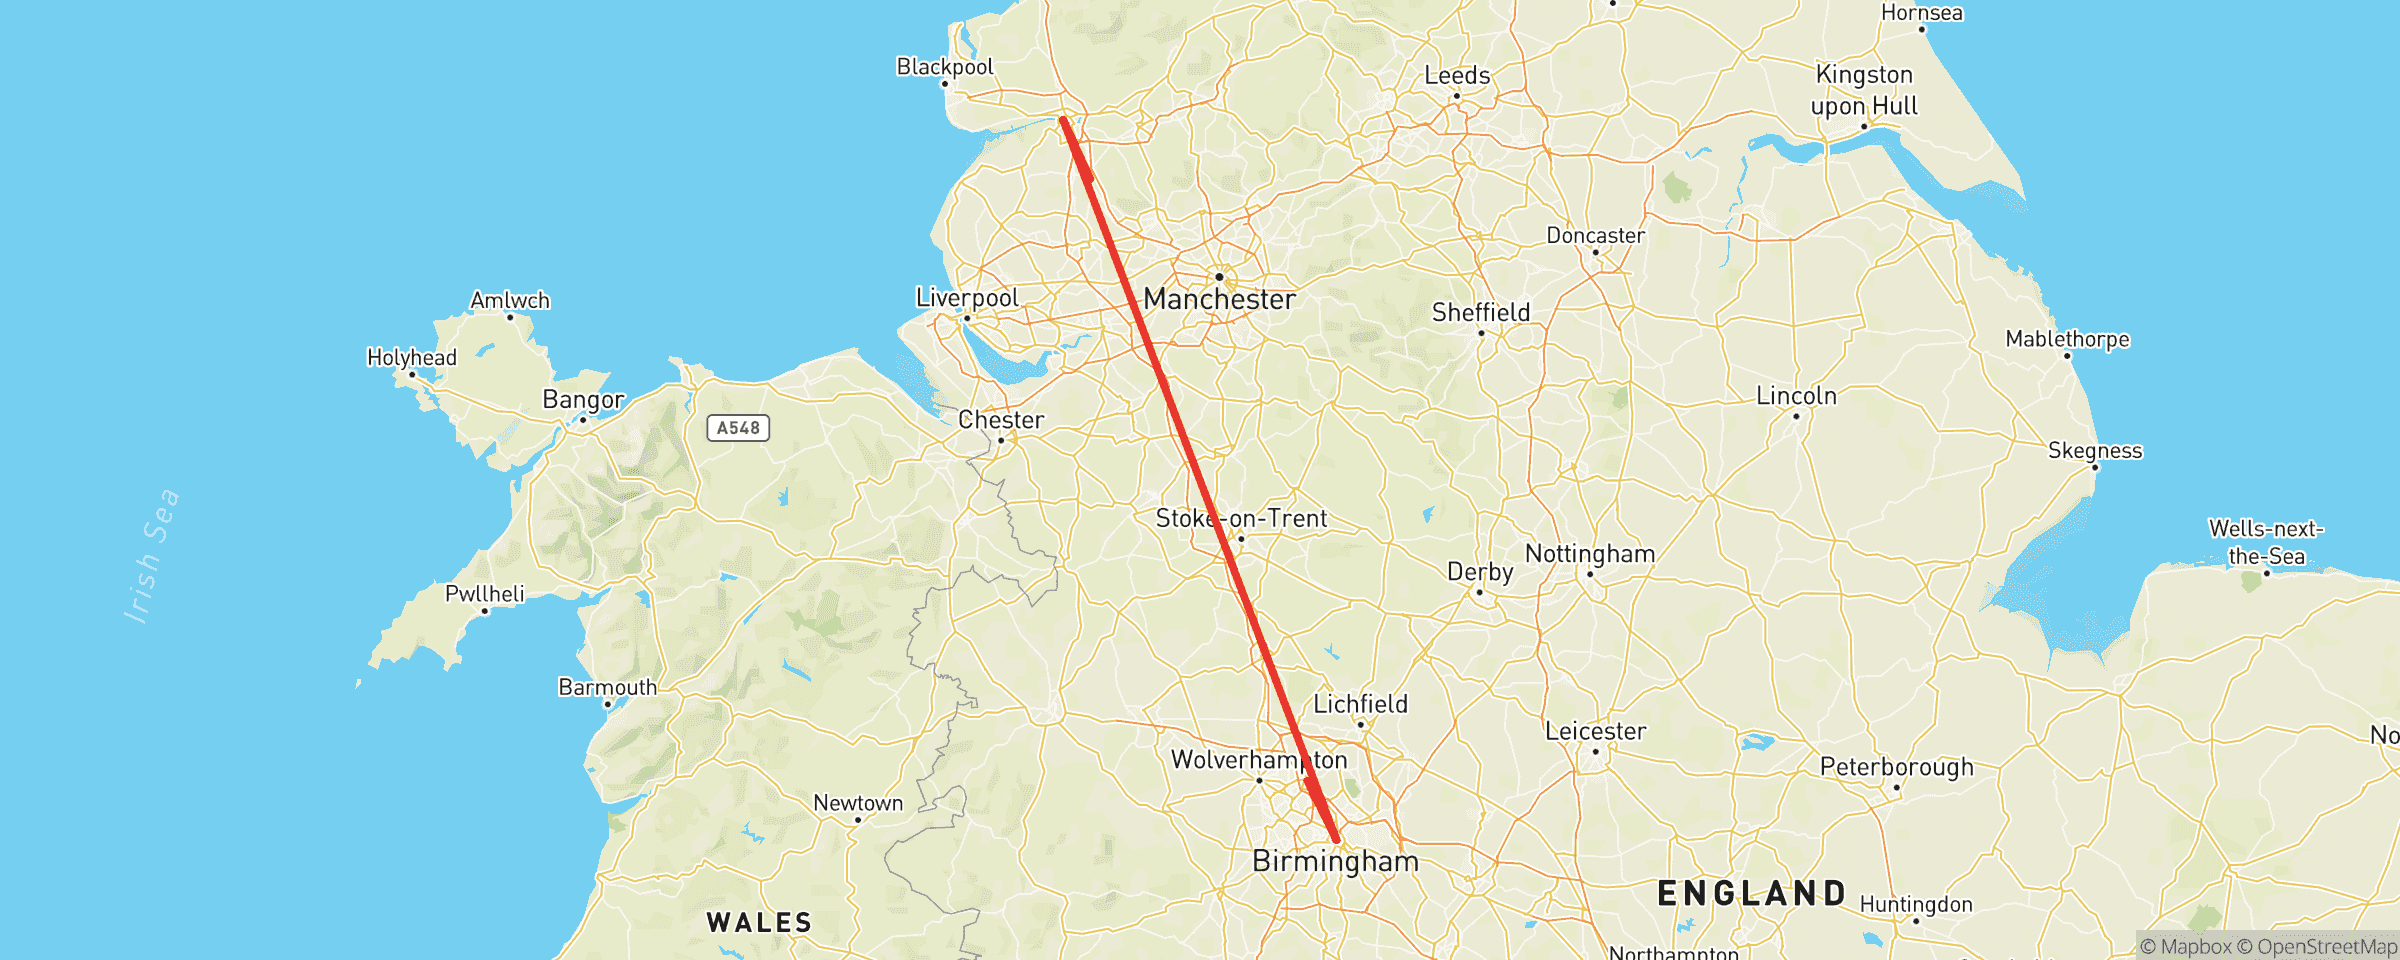 Hornsea
Blackpool
Leeds
Kingston
upon Hull
Doncaster
Amlwch
Liverpool
Manchester
Sheffield
Holyhead
Mablethorpe
Bangor
A548
Chester
Lincoln
Skegness
Irish Sea
Stoke-on-Trent
Wells-next-
the-Sea
Nottingham
Derby
Pwllheli
Barmouth
Lichfield
Leicester
No
Wolverhampton
Peterborough
Newtown
Birmingham
ENGLAND
Huntingdon
WALES
Northampton
© Mapbox © OpenStreetMap